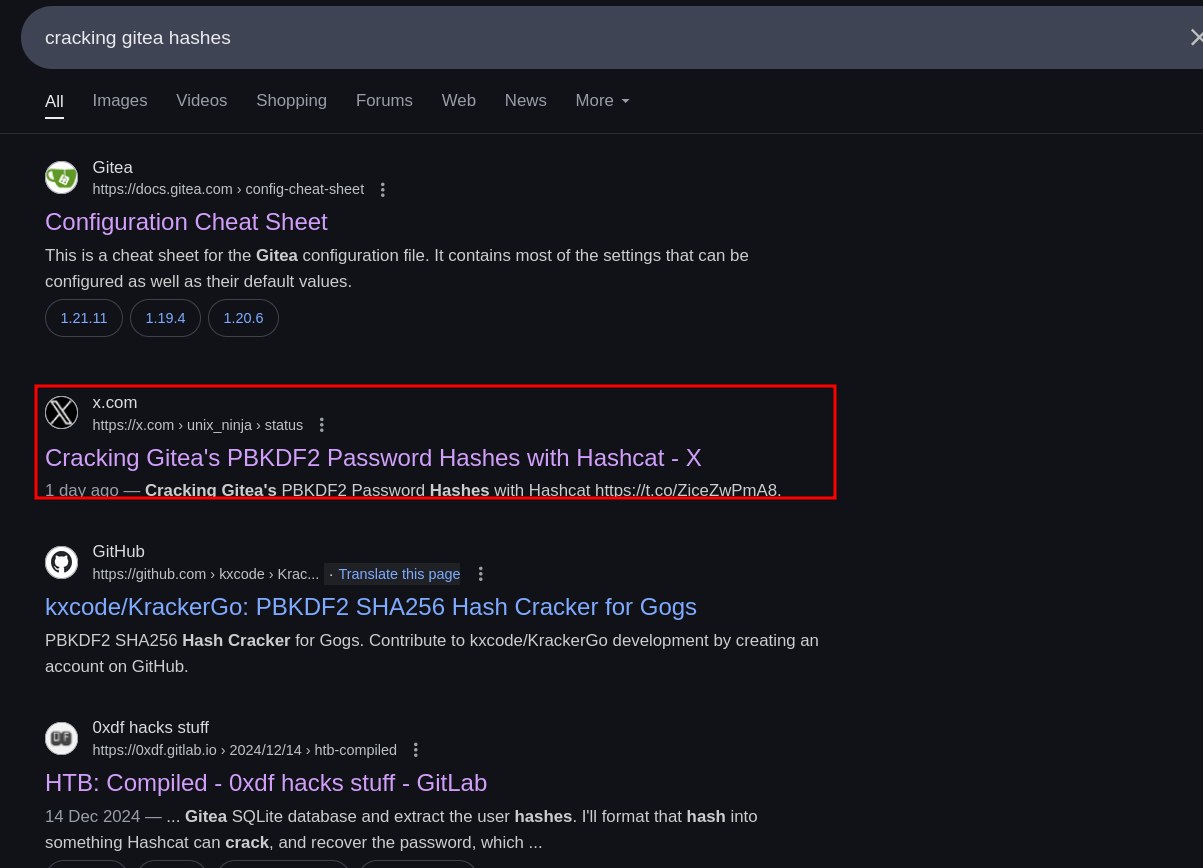 cracking gitea hashes
All Images Videos Shopping Forums Web News More
Gitea
https://docs.gitea.com › config-cheat-sheet
Configuration Cheat Sheet
This is a cheat sheet for the Gitea configuration file. It contains most of the settings that can be
configured as well as their default values.
1.21.11 1.19.4 1.20.6
x.com
https://x.com › unix_ninja › status
Cracking Gitea's PBKDF2 Password Hashes with Hashcat - X
1 day ago — Cracking Gitea's PBKDF2 Password Hashes with Hashcat https://t.co/ZiceZwPmA8.
GitHub
https://github.com › kxcode › Krac... · Translate this page
kxcode/KrackerGo: PBKDF2 SHA256 Hash Cracker for Gogs
PBKDF2 SHA256 Hash Cracker for Gogs. Contribute to kxcode/KrackerGo development by creating an
account on GitHub.
0xdf hacks stuff
https://0xdf.gitlab.io › 2024/12/14 › htb-compiled
HTB: Compiled - 0xdf hacks stuff - GitLab
14 Dec 2024 — ... Gitea SQLite database and extract the user hashes. I'll format that hash into
something Hashcat can crack, and recover the password, which ...